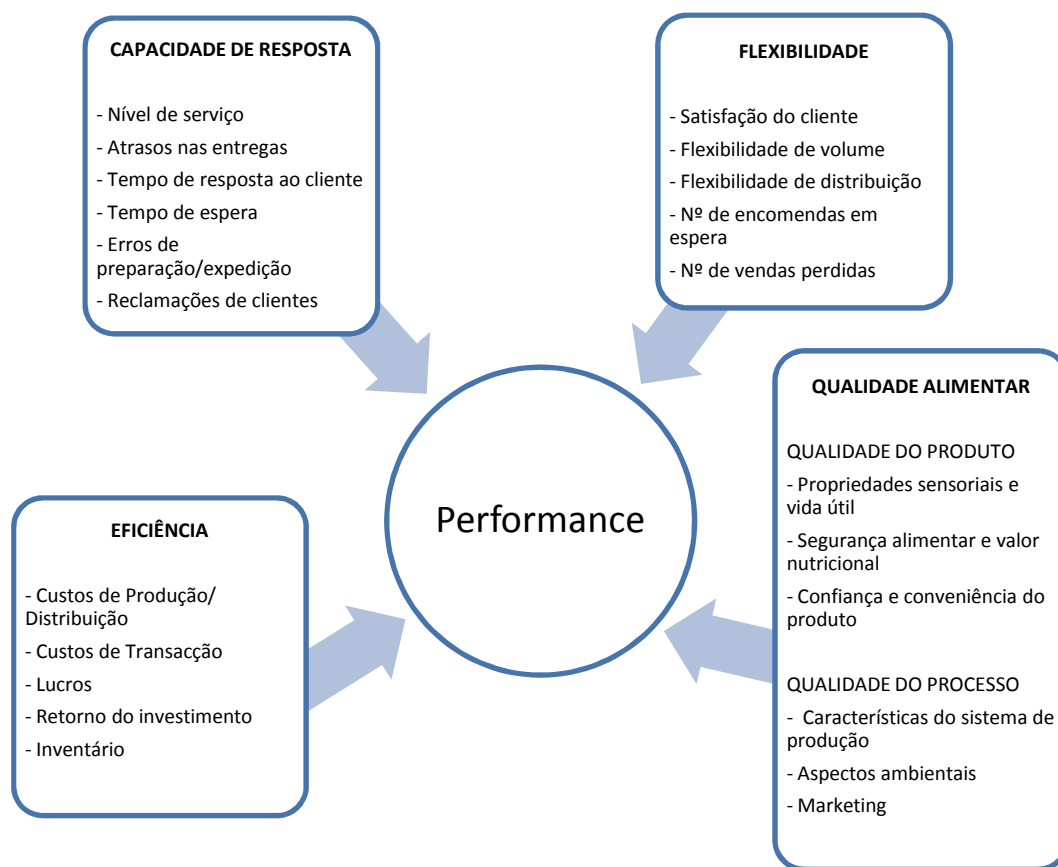 CAPACIDADE DE RESPOSTA
- Nível de serviço
- Atrasos nas entregas
- Tempo de resposta ao cliente
- Tempo de espera
- Erros de
preparação/expedição
- Reclamações de clientes
FLEXIBILIDADE
- Satisfação do cliente
- Flexibilidade de volume
- Flexibilidade de distribuição
- Nº de encomendas em
espera
- Nº de vendas perdidas
Performance
EFICIÊNCIA
- Custos de Produção/
Distribuição
- Custos de Transacção
- Lucros
- Retorno do investimento
- Inventário
QUALIDADE ALIMENTAR
QUALIDADE DO PRODUTO
- Propriedades sensoriais e
vida útil
- Segurança alimentar e valor
nutricional
- Confiança e conveniência do
produto
QUALIDADE DO PROCESSO
- Características do sistema de
produção
- Aspectos ambientais
- Marketing